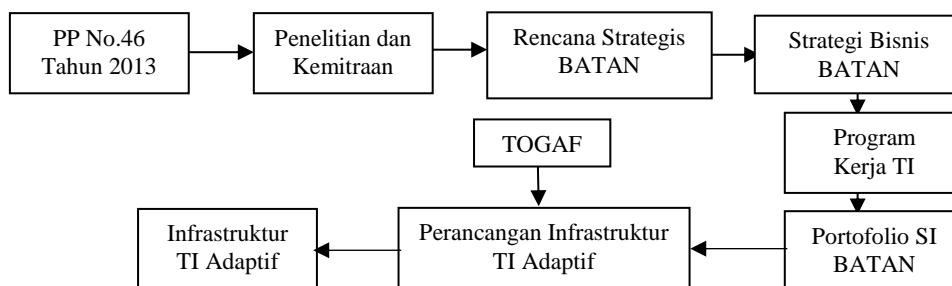 PP No.46
Tahun 2013
Penelitian dan
Kemitraan
Rencana Strategis
BATAN
Strategi Bisnis
BATAN
TOGAF
Program
Kerja TI
Infrastruktur
TI Adaptif
Perancangan Infrastruktur
TI Adaptif
Portofolio SI
BATAN